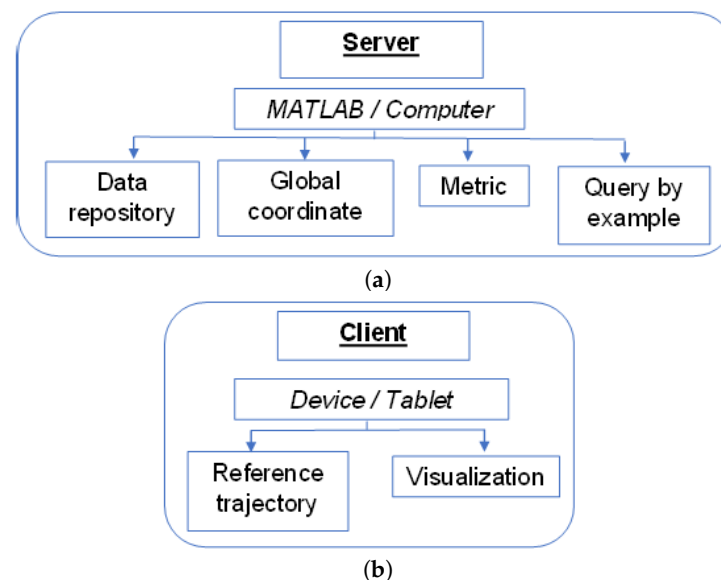 Server
MATLAB / Computer
Data
repository
Global
coordinate
Metric
Query by
example
(a)
Client
Device / Tablet
Reference
trajectory
Visualization
(b)